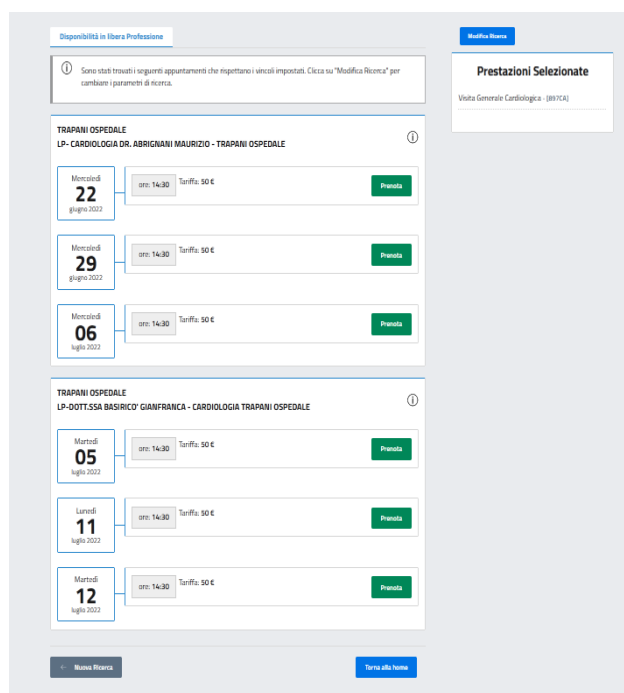 Disponibilità in libera Professione
Modifica Ricerca
Sono stati trovati i seguenti appuntamenti che rispettano i vincoli impostati. Clicca su "Modifica Ricerca" per
cambiare i parametri di ricerca.
Prestazioni Selezionate
Visita Generale Cardiologica - [897CA]
TRAPANI OSPEDALE
LP- CARDIOLOGIA DR. ABRIGNANI MAURIZIO - TRAPANI OSPEDALE
Mercoledì
22
giugno 2022
ore: 14:30 Tariffa: 50 €
Prenota
Mercoledì
29
giugno 2022
ore: 14:30 Tariffa: 50 €
Prenota
Mercoledì
06
luglio 2022
ore: 14:30 Tariffa: 50 €
Prenota
TRAPANI OSPEDALE
LP-DOTT.SSA BASIRICO' GIANFRANCA - CARDIOLOGIA TRAPANI OSPEDALE
Martedì
05
luglio 2022
ore: 14:30 Tariffa: 50 €
Prenota
Lunedì
11
luglio 2022
ore: 14:30 Tariffa: 50 €
Prenota
Martedì
12
luglio 2022
ore: 14:30 Tariffa: 50 €
Prenota
← Nuova Ricerca
Torna alla home